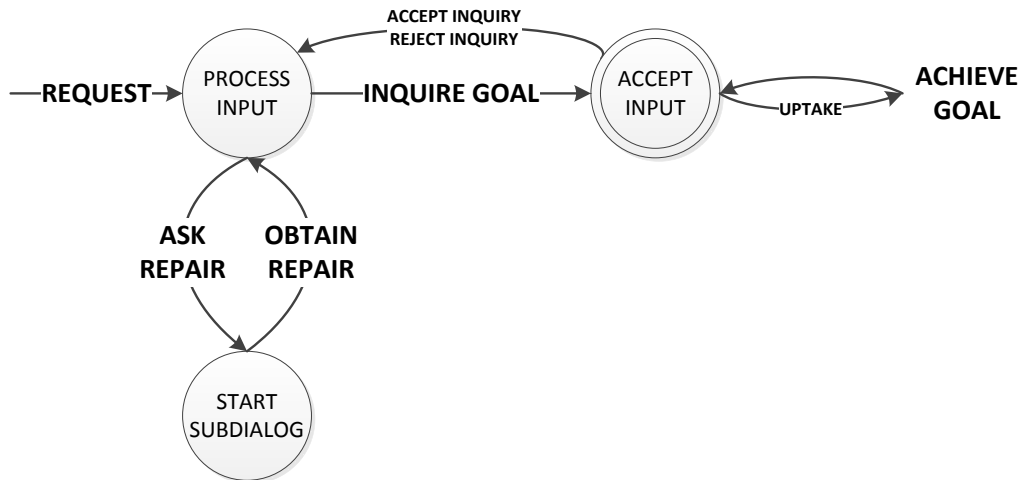 ACCEPT INQUIRY
REJECT INQUIRY
REQUEST
PROCESS
INPUT
INQUIRE GOAL
ACCEPT
INPUT
UPTAKE
ACHIEVE
GOAL
ASK
REPAIR
OBTAIN
REPAIR
START
SUBDIALOG